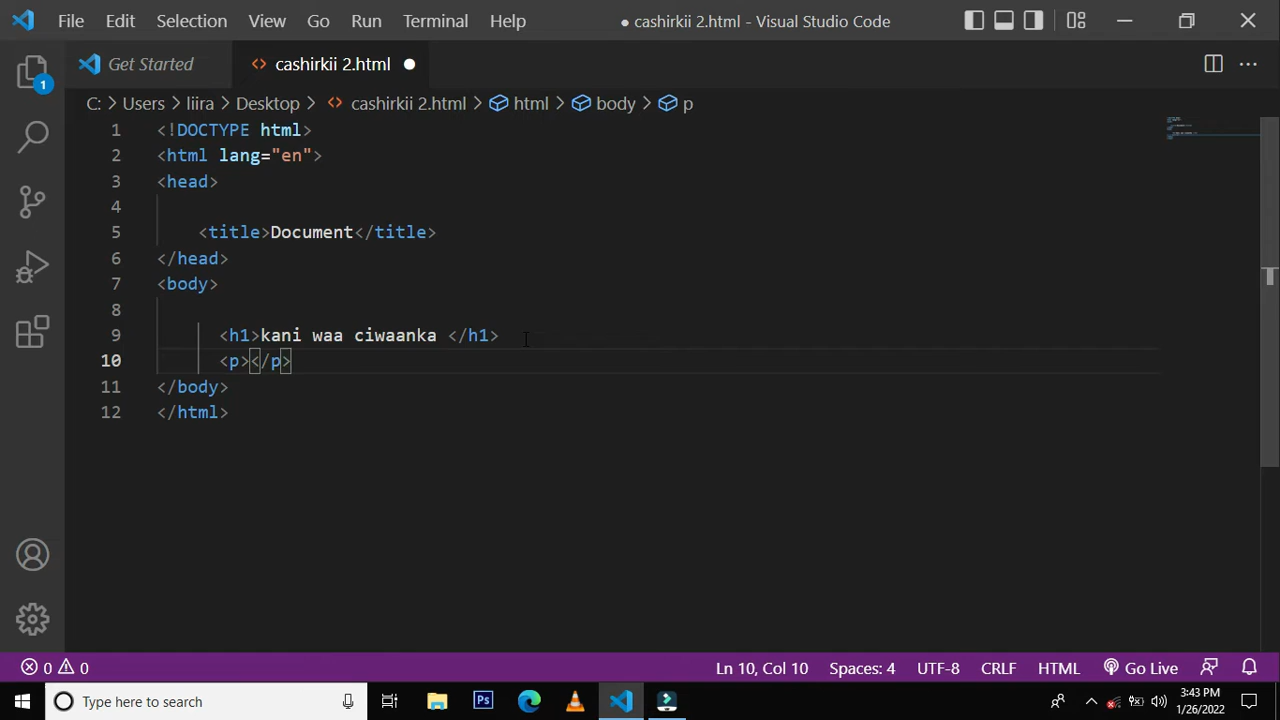 File Edit Selection View Go Run Terminal Help ● cashirkii 2.html - Visual Studio Code
Get Started cashirkii 2.html
C: > Users > liira > Desktop > cashirkii 2.html > html > body > p
1 <!DOCTYPE html>
2 <html lang="en">
3 <head>
4
5 <title>Document</title>
6 </head>
7 <body>
8
9 <h1>kani waa ciwaanka </h1>
10 <p></p>
11 </body>
12 </html>
1
0 0 Ln 10, Col 10 Spaces: 4 UTF-8 CRLF HTML Go Live
Type here to search Ps 3:43 PM
1/26/2022